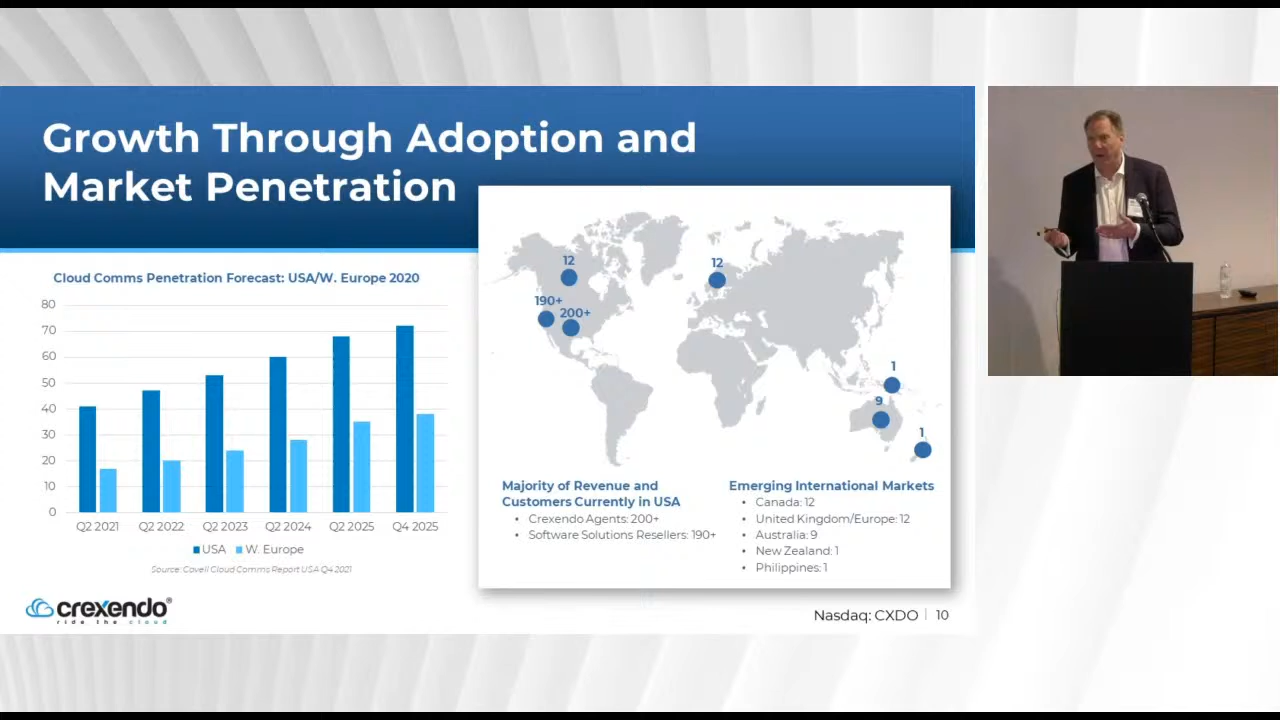 Growth Through Adoption and
Market Penetration
Cloud Comms Penetration Forecast: USA/W. Europe 2020
80
70
60
50
40
30
20
10
0
Q2 2021
Q2 2022
Q2 2023
Q2 2024
Q2 2025
Q4 2025
USA
W. Europe
Source: Cavell Cloud Comms Report USA Q4 2021
12
190+
200+
12
1
9
1
Majority of Revenue and
Customers Currently in USA
• Crexendo Agents: 200+
• Software Solutions Resellers: 190+
Emerging International Markets
• Canada: 12
• United Kingdom/Europe: 12
• Australia: 9
• New Zealand: 1
• Philippines: 1
crexendo®
ride the cloud
Nasdaq: CXDO | 10